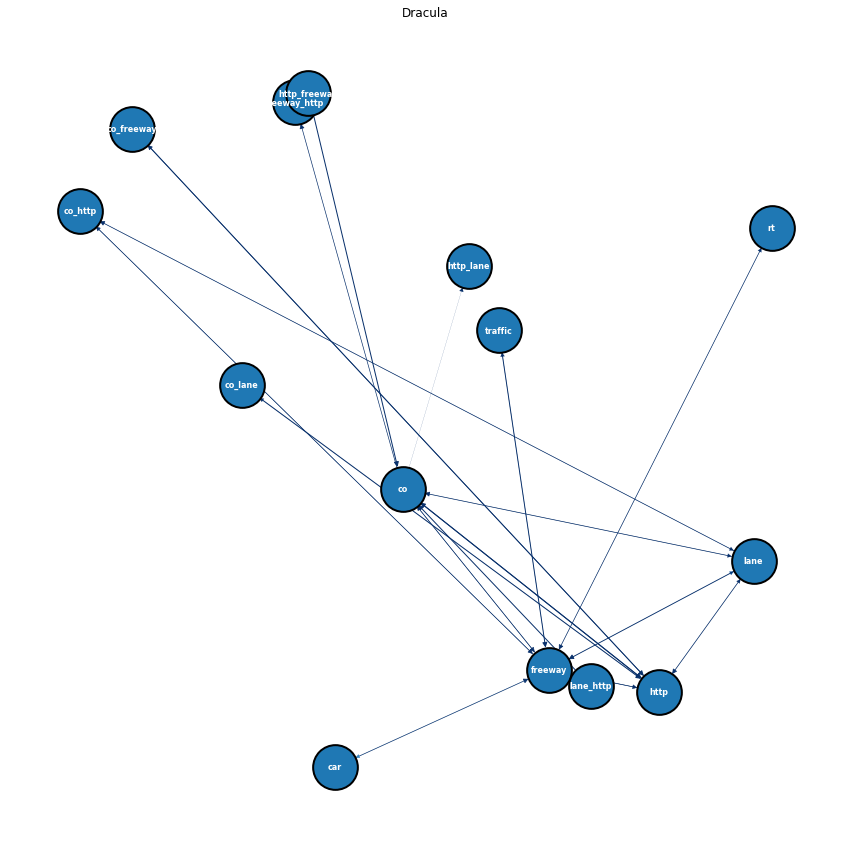 Dracula
http_freewa
eeway_http
co_freeway
co_http
rt
http_lane
traffic
co_lane
co
lane
freeway
lane_http
http
car